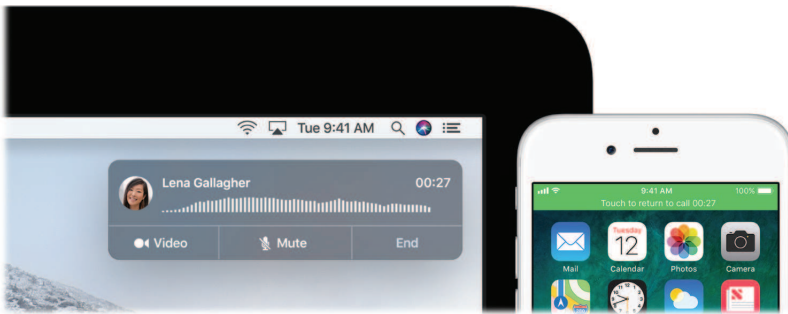 Tue 9:41 AM
Lena Gallagher
00:27
Video
Mute
End
9:41 AM
100%
Touch to return to call 00:27
Tuesday
12
Mail
Calendar
Photos
Camera